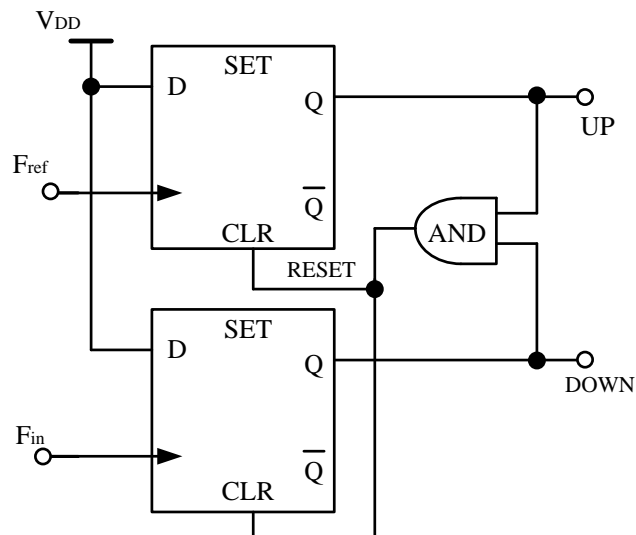 VDD
SET
D
Q
UP
Fref
Q
AND
CLR
RESET
SET
D
Q
DOWN
Fin
Q
CLR